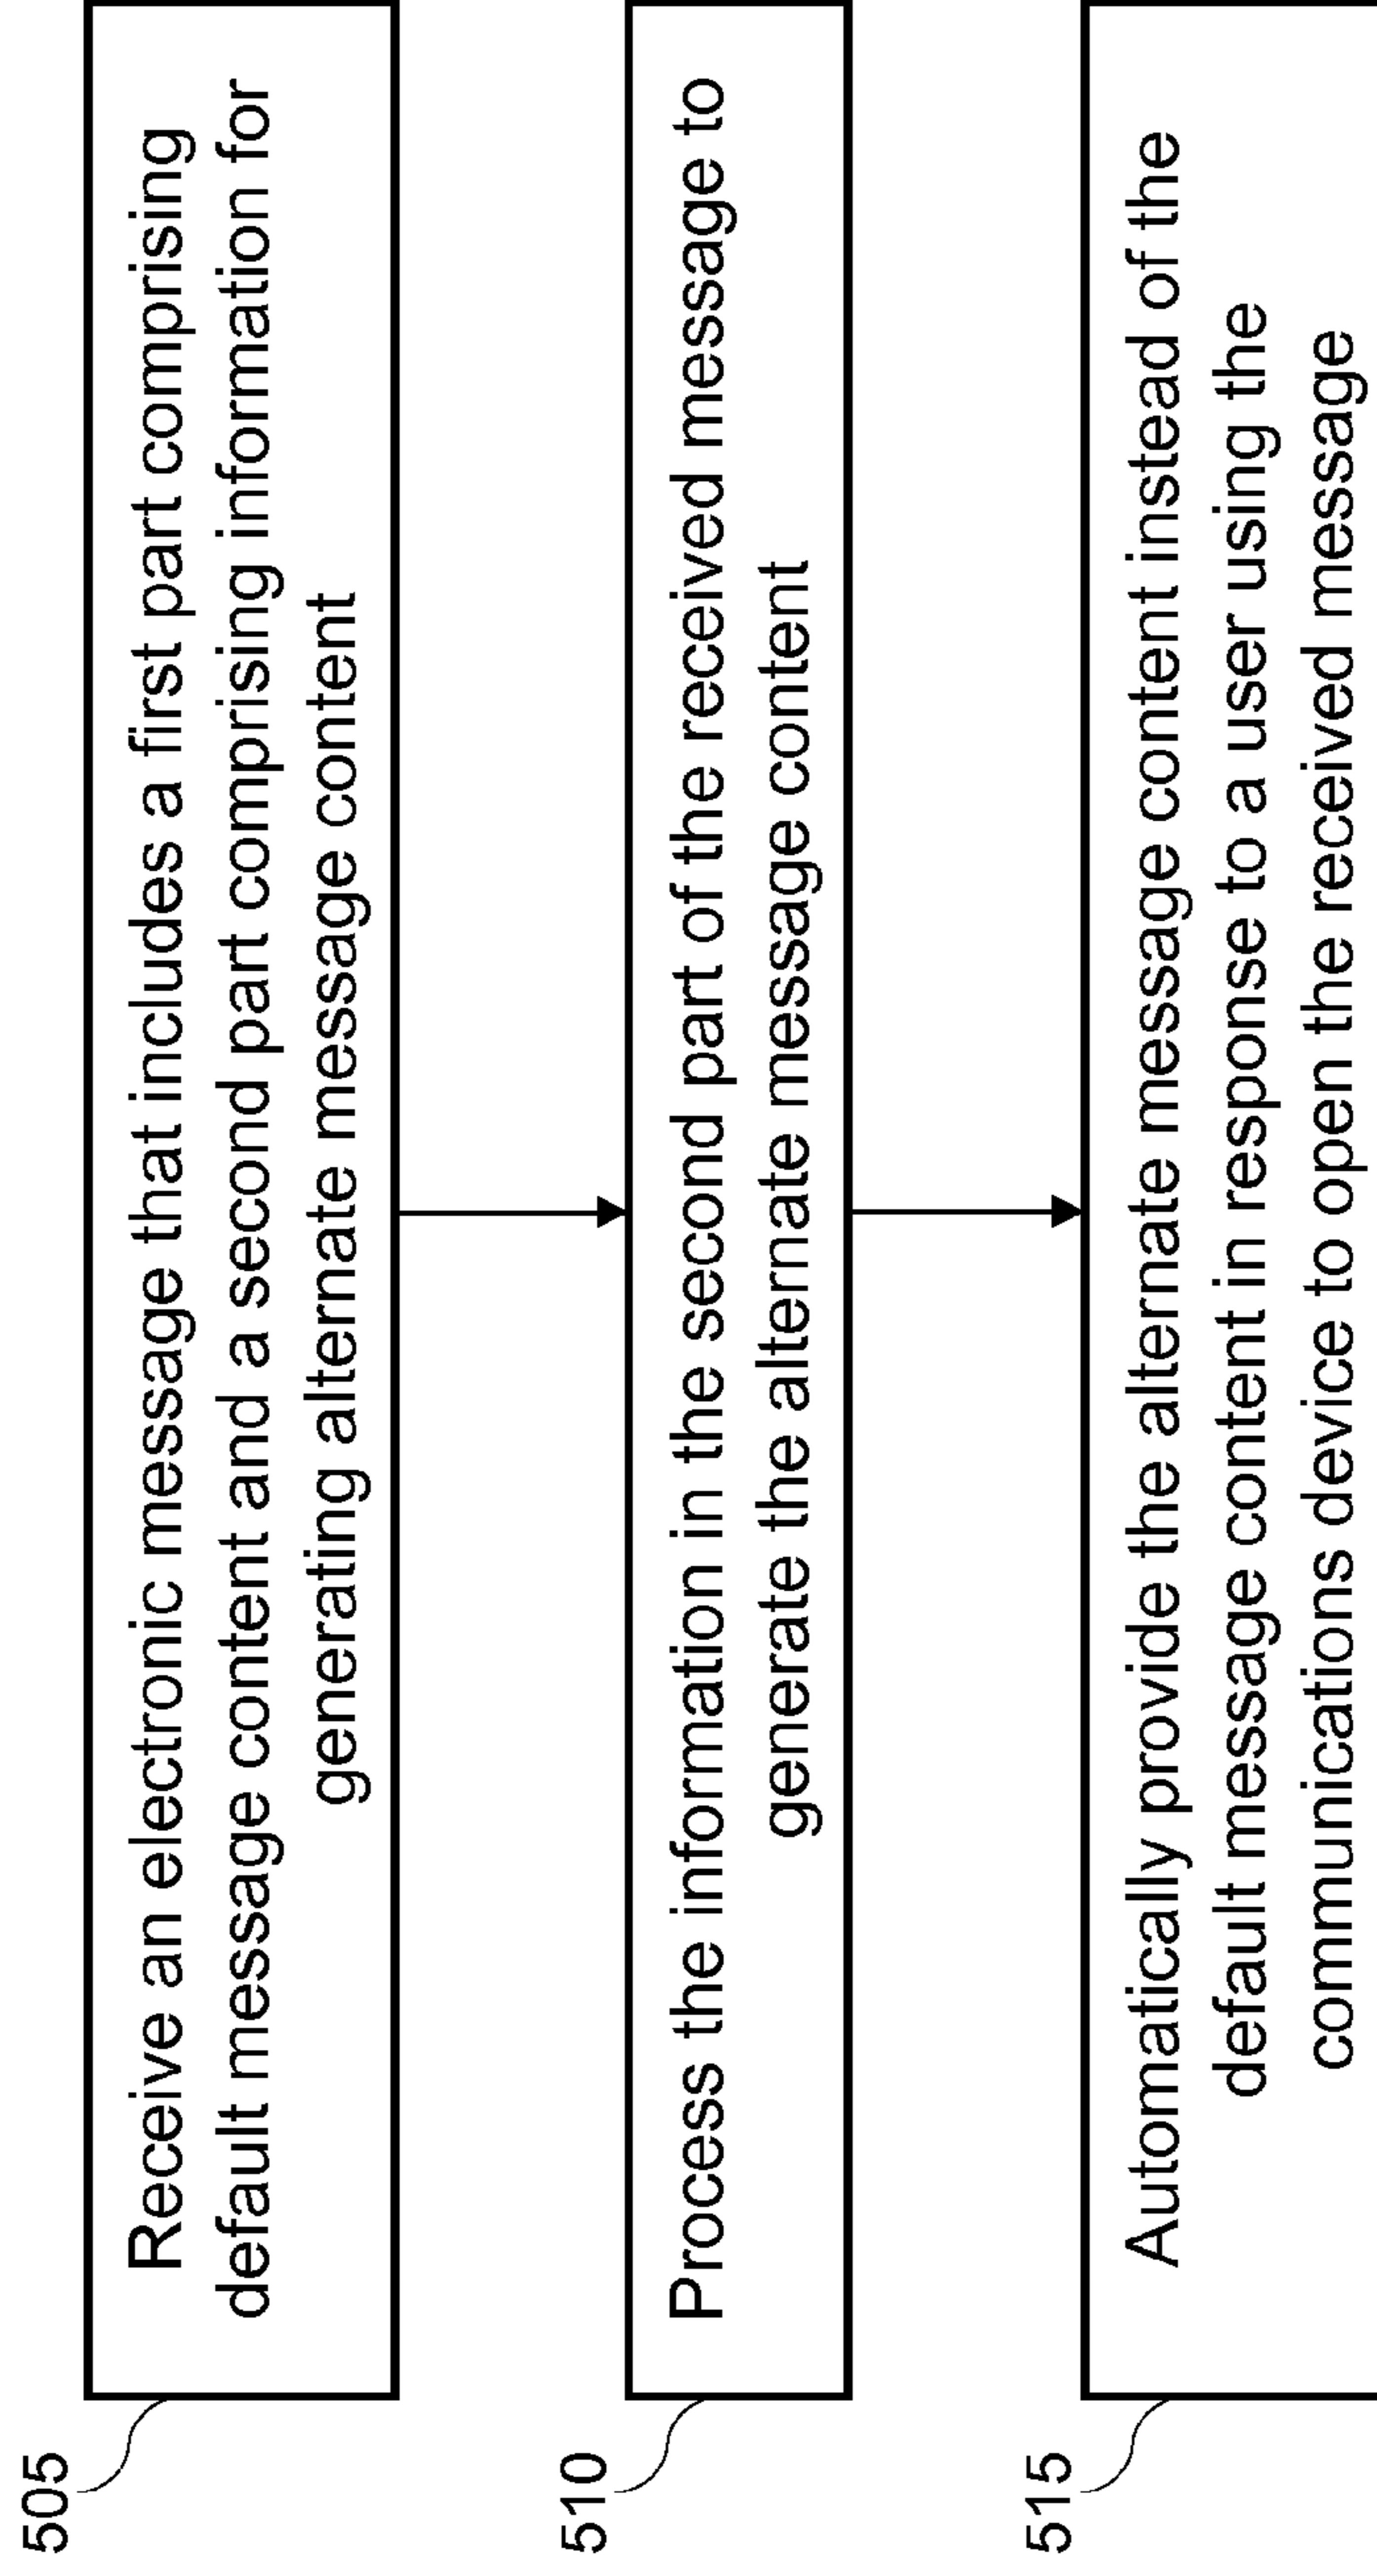 505
Receive an electronic message that includes a first part comprising
default message content and a second part comprising information for
generating alternate message content
510
Process the information in the second part of the received message to
generate the alternate message content
515
Automatically provide the alternate message content instead of the
default message content in response to a user using the
communications device to open the received message